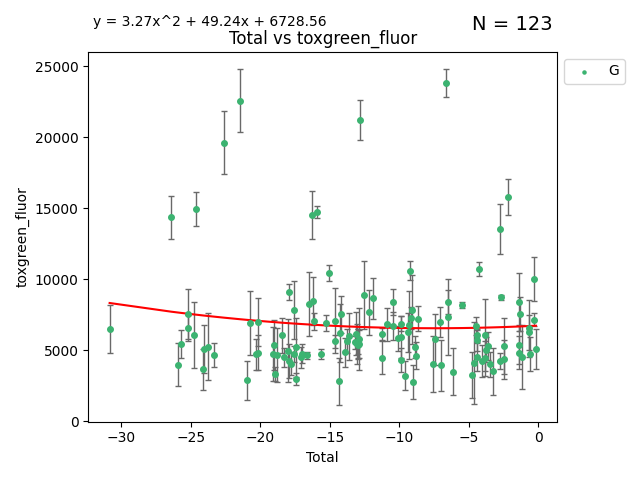 y = 3.27x^2 + 49.24x + 6728.56
N = 123
Total vs toxgreen_fluor
G
25000
20000
15000
10000
5000
0
toxgreen_fluor
−30 −25 −20 −15 −10 −5 0
Total